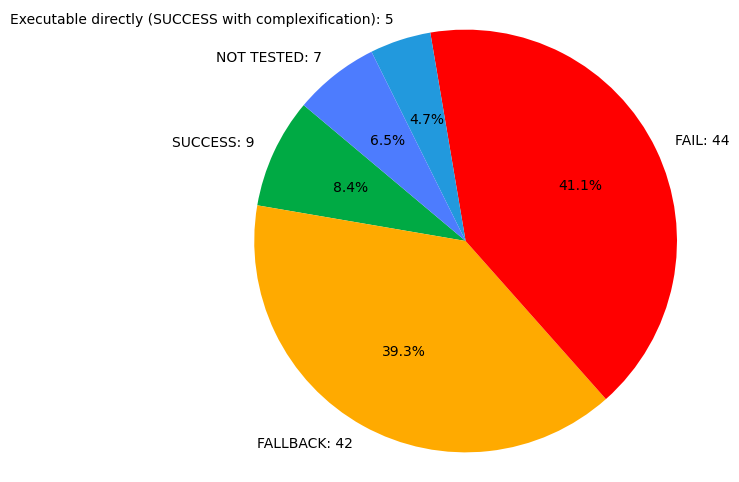 Executable directly (SUCCESS with complexification): 5
NOT TESTED: 7
4.7%
6.5%
FAIL: 44
SUCCESS: 9
8.4%
41.1%
39.3%
FALLBACK: 42